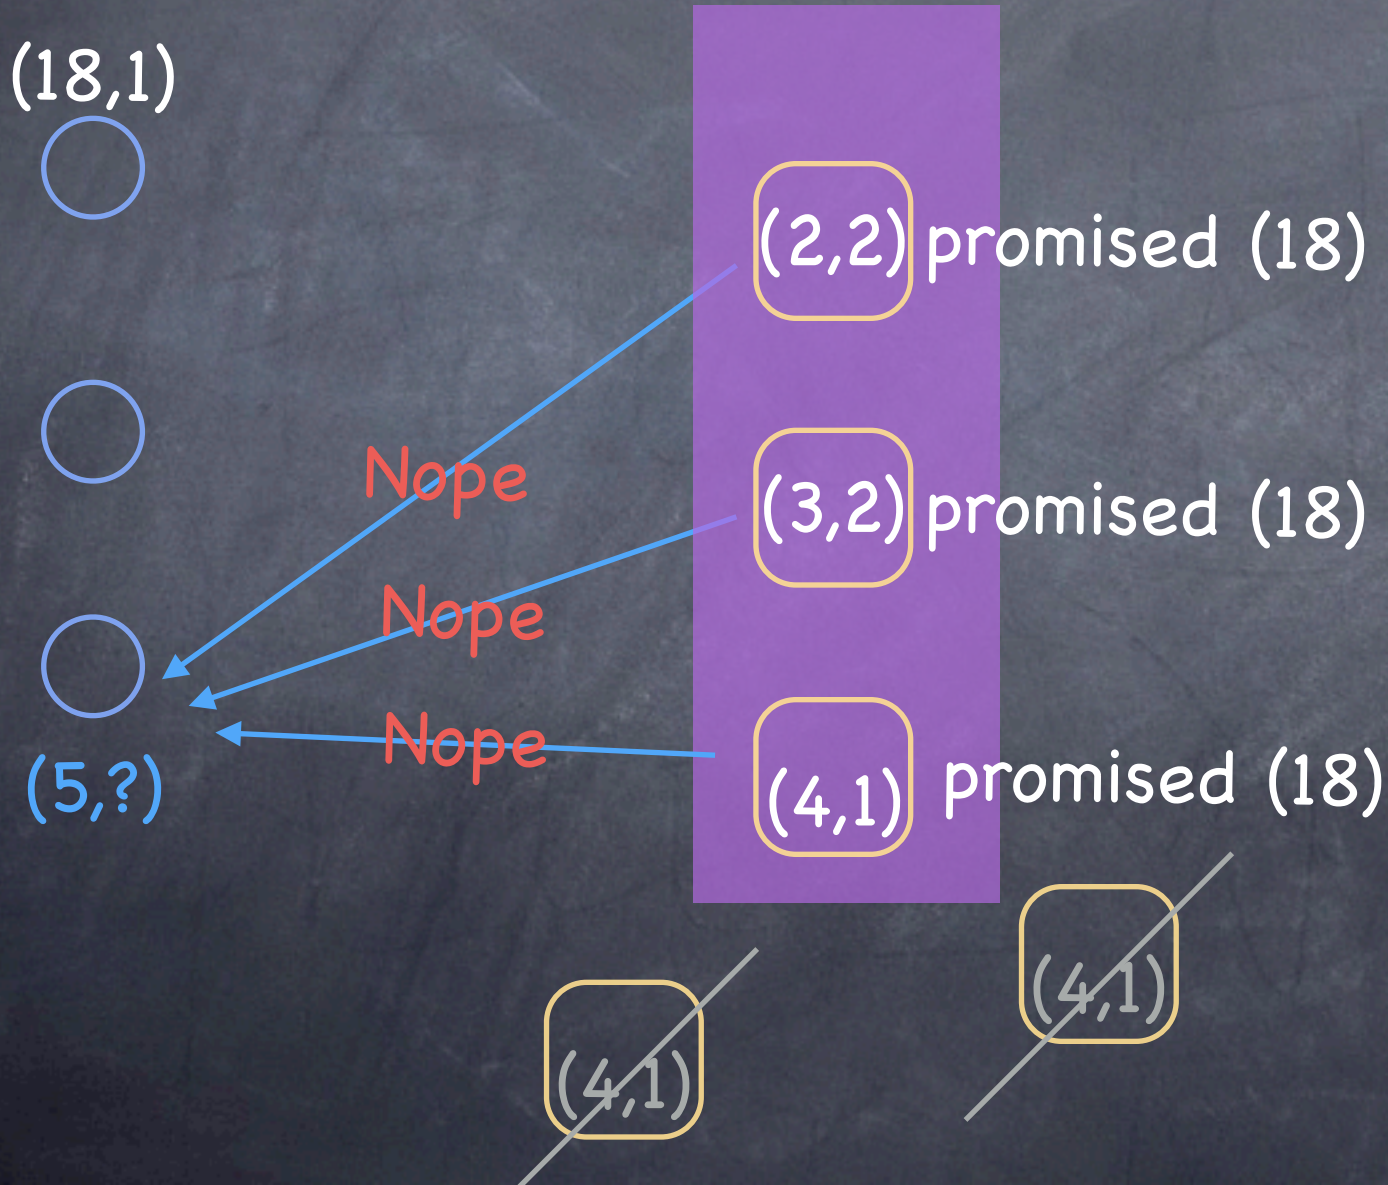 (18,1)
(2,2) promised (18)
Nope
(3,2) promised (18)
Nope
Nope
(5,?)
(4,1) promised (18)
(4,1)
(4,1)